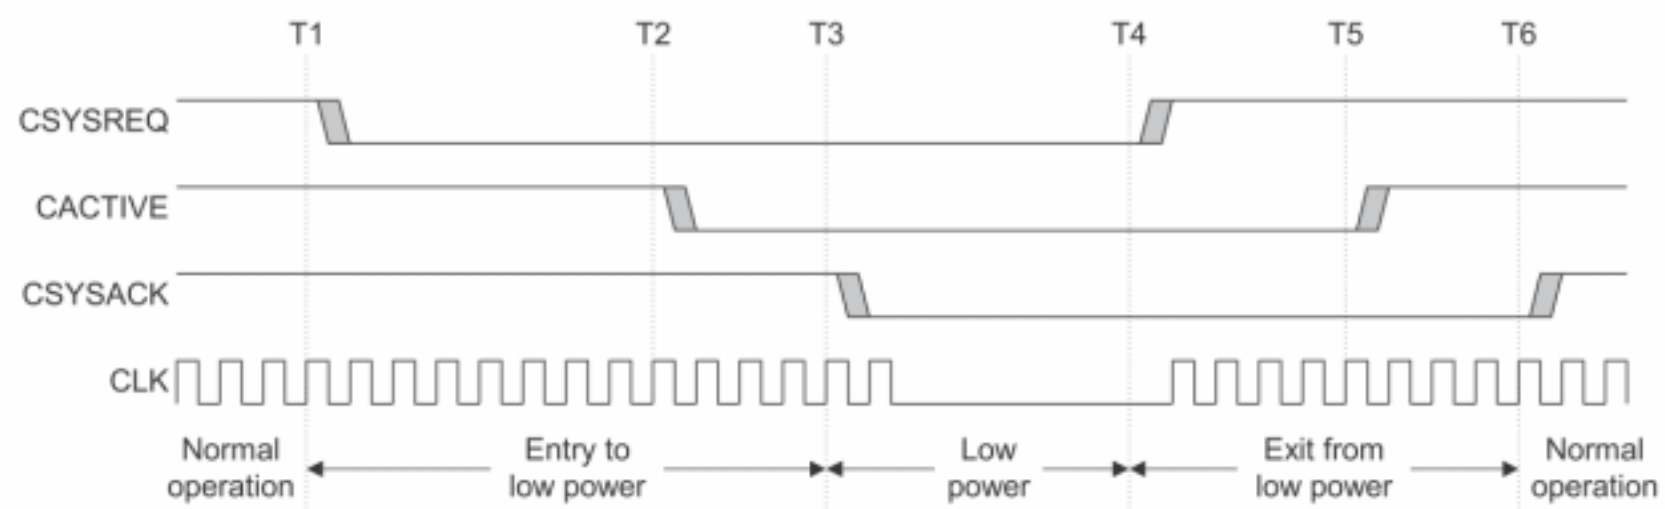 T1 T2 T3 T4 T5 T6
CSYSREQ
CACTIVE
CSYSACK
CLK
Normal Entry to Low Exit from Normal
operation low power power low power operation